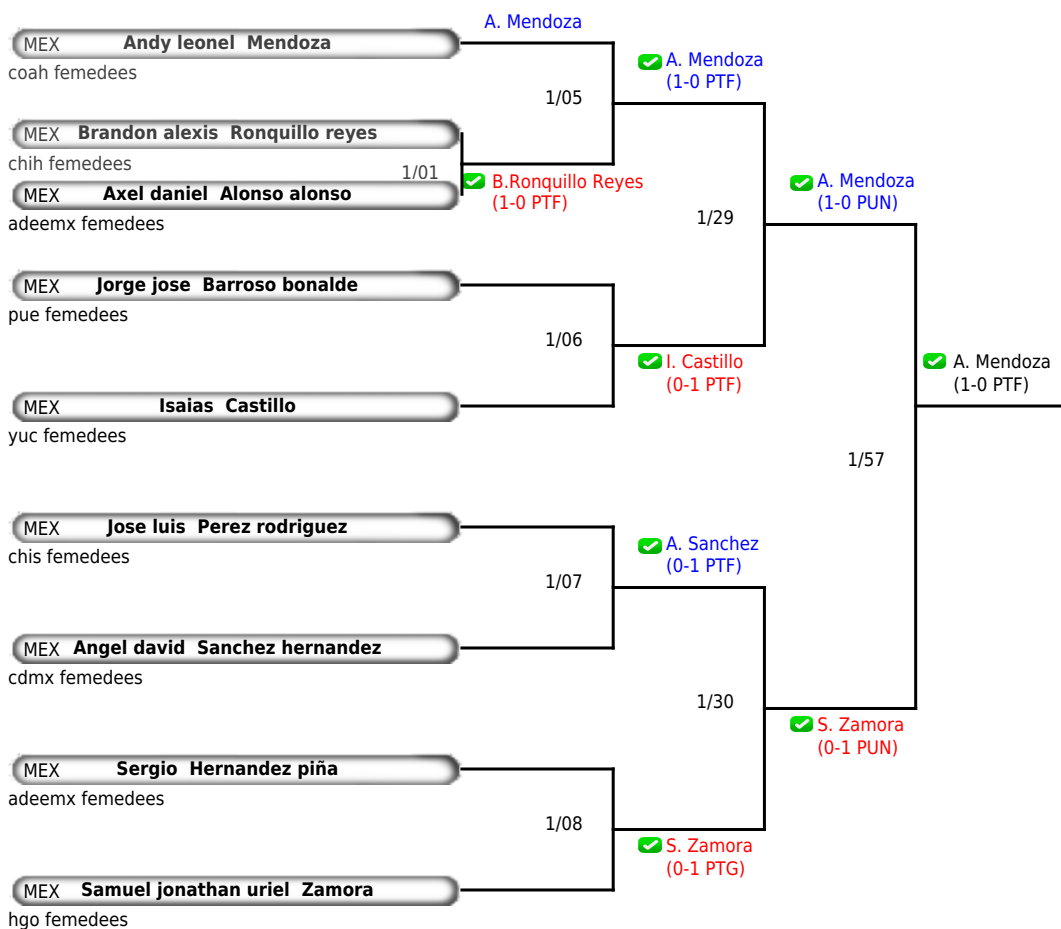 A. Mendoza
MEX Andy leonel Mendoza
coah femedees
1/05
A. Mendoza
(1-0 PTF)
MEX Brandon alexis Ronquillo reyes
chih femedees
1/01
B.Ronquillo Reyes
(1-0 PTF)
MEX Axel daniel Alonso alonso
adeemx femedees
1/29
A. Mendoza
(1-0 PUN)
MEX Jorge jose Barroso bonalde
pue femedees
1/06
I. Castillo
(0-1 PTF)
MEX Isaias Castillo
yuc femedees
A. Mendoza
(1-0 PTF)
1/57
MEX Jose luis Perez rodriguez
chis femedees
1/07
A. Sanchez
(0-1 PTF)
MEX Angel david Sanchez hernandez
cdmx femedees
1/30
S. Zamora
(0-1 PUN)
MEX Sergio Hernandez piña
adeemx femedees
1/08
S. Zamora
(0-1 PTG)
MEX Samuel jonathan uriel Zamora
hgo femedees